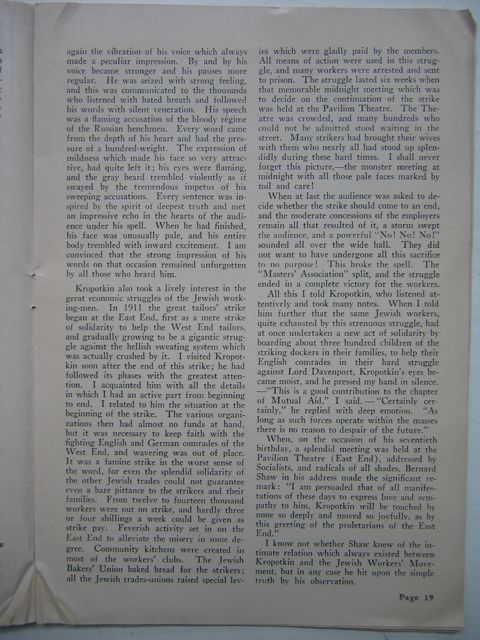 again the vibration of his voice which always
made a peculiar impression. By and by his
voice became stronger and his pauses more
regular. He was seized with strong feeling,
and this was communicated to the thousands
who listened with bated breath and followed
his words with silent veneration. His speech
was a flaming accusation of the bloody régime
of the Russian henchmen. Every word came
from the depth of his heart and had the pres-
sure of a hundred-weight. The expression of
mildness which made his face so very attrac-
tive, had quite left it; his eyes were flaming,
and the gray beard trembled violently as if
swayed by the tremendous impetus of his
sweeping accusations. Every sentence was in-
spired by the spirit of deepest truth and met
an impressive echo in the hearts of the audi-
ence under his spell. When he had finished,
his face was unusually pale, and his entire
body trembled with inward excitement. I am
convinced that the strong impression of his
words on that occasion remained unforgotten
by all those who heard him.
Kropotkin also took a lively interest in the
great economic struggles of the Jewish work-
ing-men. In 1911 the great tailors' strike
began at the East End, first as a mere strike
of solidarity to help the West End tailors,
and gradually growing to be a gigantic strug-
gle against the hellish sweating system which
was actually crushed by it. I visited Kropot-
kin soon after the end of this strike; he had
followed its phases with the greatest atten-
tion. I acquainted him with all the details
in which I had an active part from beginning
to end. I related to him the situation at the
beginning of the strike. The various organi-
zations then had almost no funds at hand,
but it was necessary to keep faith with the
fighting English and German comrades of the
West End, and wavering was out of place.
It was a famine strike in the worst sense of
the word, for even the splendid solidarity of
the other Jewish trades could not guarantee
even a bare pittance to the strikers and their
families. From twelve to fourteen thousand
workers were out on strike, and hardly three
or four shillings a week could be given as
strike pay. Feverish activity set in on the
East End to alleviate the misery in some de-
gree. Community kitchens were created in
most of the workers' clubs. The Jewish
Bakers' Union baked bread for the strikers;
all the Jewish trades-unions raised special lev-
ies which were gladly paid by the members.
All means of action were used in this strug-
gle, and many workers were arrested and sent
to prison. The struggle lasted six weeks when
that memorable midnight meeting which was
to decide on the continuation of the strike
was held at the Pavilion Theatre. The The-
atre was crowded, and many hundreds who
could not be admitted stood waiting in the
street. Many strikers had brought their wives
with them who nearly all had stood up splen-
didly during these hard times. I shall never
forget this picture,—the monster meeting at
midnight with all those pale faces marked by
toil and care!
When at last the audience was asked to de-
cide whether the strike should come to an end,
and the moderate concessions of the employers
remain all that resulted of it, a storm swept
the audience, and a powerful "No! No! No!"
sounded all over the wide hall. They did
not want to have undergone all this sacrifice
to no purpose! This broke the spell. The
"Masters' Association" split, and the struggle
ended in a complete victory for the workers.
All this I told Kropotkin, who listened at-
tentively and took many notes. When I told
him further that the same Jewish workers,
quite exhausted by this strenuous struggle, had
at once undertaken a new act of solidarity by
boarding about three hundred children of the
striking dockers in their families, to help their
English comrades in their hard struggle
against Lord Davenport, Kropotkin's eyes be-
came moist, and he pressed my hand in silence.
—"This is a good contribution to the chapter
of Mutual Aid," I said. — "Certainly cer-
tainly," he replied with deep emotion. "As
long as such forces operate within the masses
there is no reason to despair of the future."
When, on the occasion of his seventieth
birthday, a splendid meeting was held at the
Pavilion Theatre (East End), addressed by
Socialists, and radicals of all shades, Bernard
Shaw in his address made the significant re-
mark: "I am persuaded that of all manifes-
tations of these days to express love and sym-
pathy to him, Kropotkin will be touched by
none so deeply and moved so joyfully, as by
this greeting of the proletarians of the East
End."
I know not whether Shaw knew of the in-
timate relation which always existed between
Kropotkin and the Jewish Workers' Move-
ment, but in any case he hit upon the simple
truth by his observation.
Page 19